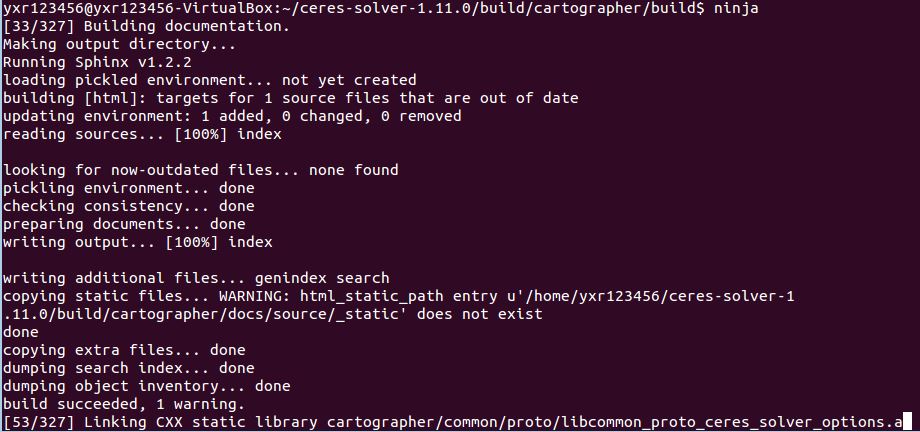 yxr123456@yxr123456-VirtualBox:~/ceres-solver-1.11.0/build/cartographer/build$ ninja
[33/327] Building documentation.
Making output directory...
Running Sphinx v1.2.2
loading pickled environment... not yet created
building [html]: targets for 1 source files that are out of date
updating environment: 1 added, 0 changed, 0 removed
reading sources... [100%] index
looking for now-outdated files... none found
pickling environment... done
checking consistency... done
preparing documents... done
writing output... [100%] index
writing additional files... genindex search
copying static files... WARNING: html_static_path entry u'/home/yxr123456/ceres-solver-1
.11.0/build/cartographer/docs/source/_static' does not exist
done
copying extra files... done
dumping search index... done
dumping object inventory... done
build succeeded, 1 warning.
[53/327] Linking CXX static library cartographer/common/proto/libcommon_proto_ceres_solver_options.a